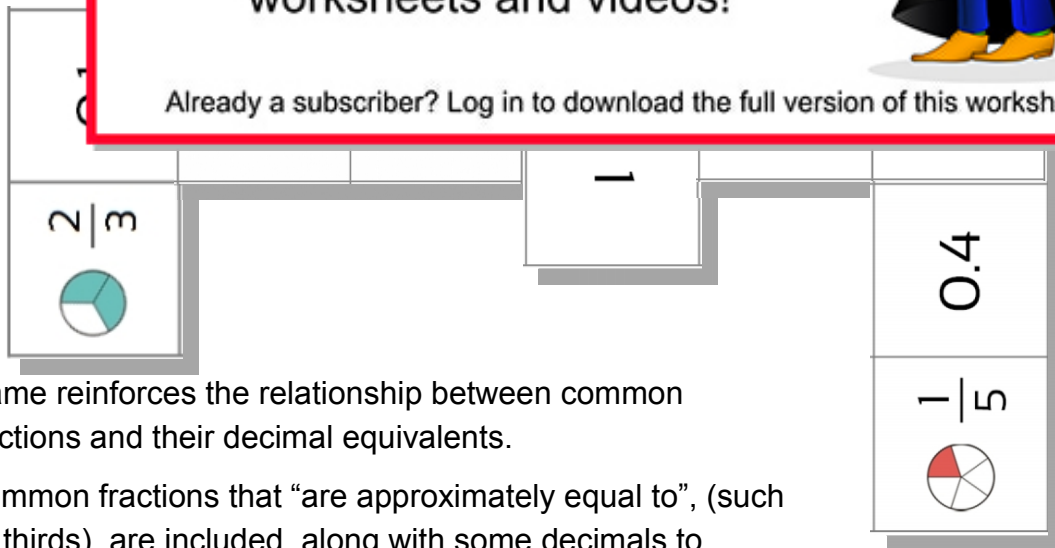 worksheets and videos!
Already a subscriber? Log in to download the full version of this worksh
1
2
3
0.4
1
5
ame reinforces the relationship between common
ctions and their decimal equivalents.
mmon fractions that “are approximately equal to”, (such
thirds) are included along with some decimals to